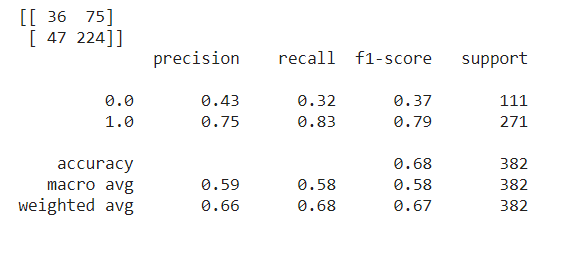 [[ 36  75]
 [ 47 224]]
              precision    recall  f1-score   support

         0.0       0.43      0.32      0.37       111
         1.0       0.75      0.83      0.79       271

    accuracy                           0.68       382
   macro avg       0.59      0.58      0.58       382
weighted avg       0.66      0.68      0.67       382